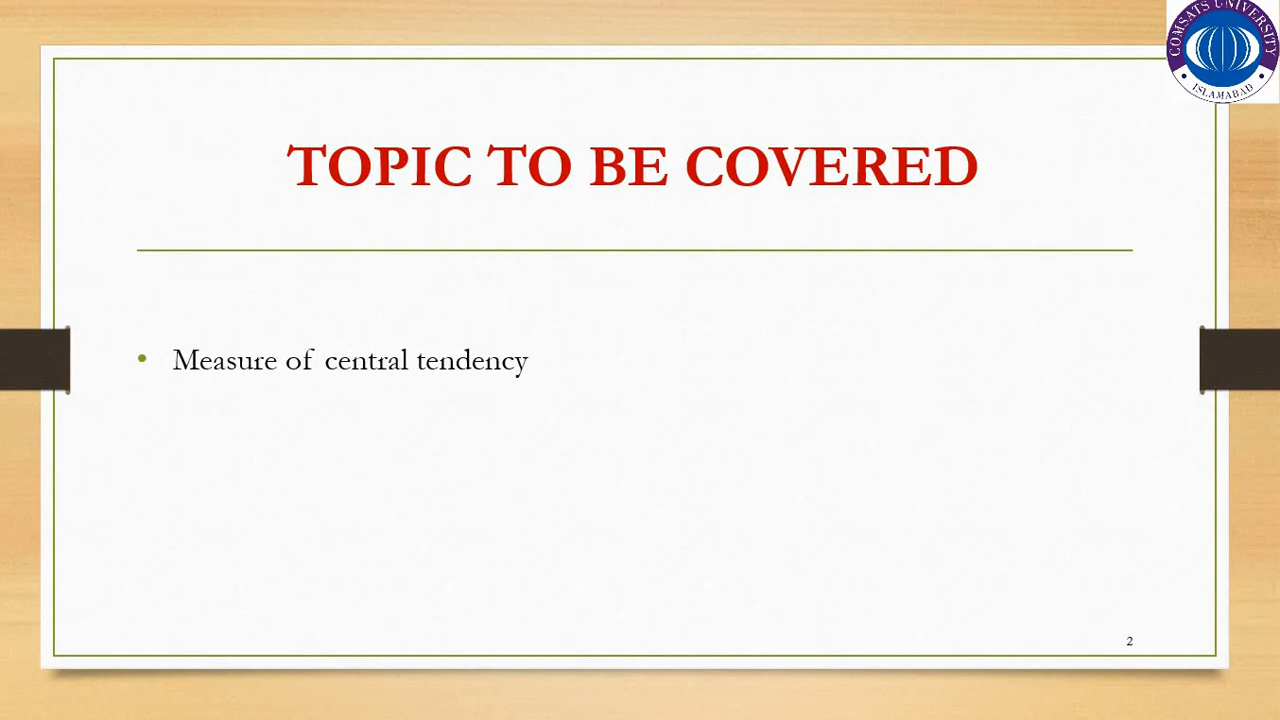 COMSATS UNIVERSITY
ISLAMABAD
TOPIC TO BE COVERED
• Measure of central tendency
2